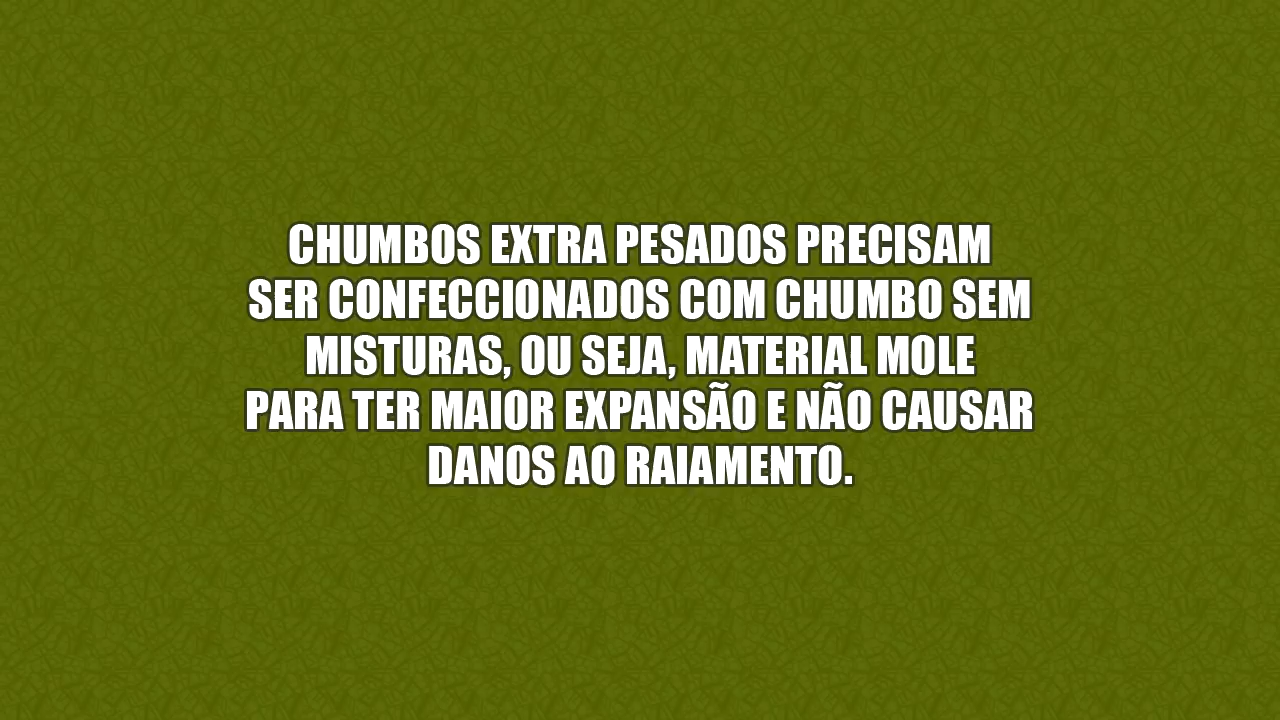 CHUMBOS EXTRA PESADOS PRECISAM
SER CONFECCIONADOS COM CHUMBO SEM
MISTURAS, OU SEJA, MATERIAL MOLE
PARA TER MAIOR EXPANSÃO E NÃO CAUSAR
DANOS AO RAIAMENTO.